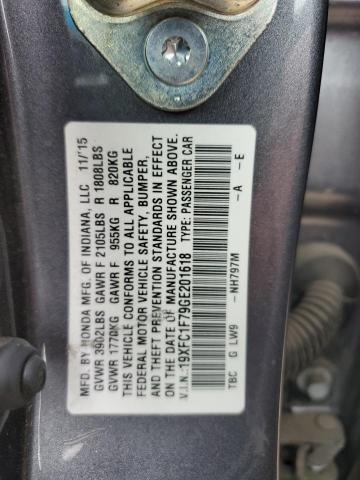 MFD. BY HONDA MFG. OF INDIANA, LLC 11/15
GVWR 3902LBS GAWR F 2105LBS R 1808LBS
GVWR 1770KG GAWR F 955KG R 820KG
THIS VEHICLE CONFORMS TO ALL APPLICABLE
FEDERAL MOTOR VEHICLE SAFETY, BUMPER,
AND THEFT PREVENTION STANDARDS IN
EFFECT ON THE DATE OF MANUFACTURE SHOWN ABOVE.
V.I.N.:19XFC1F79GE201618 TYPE: PASSENGER CAR
TBC G LW9 -NH797M -A -E